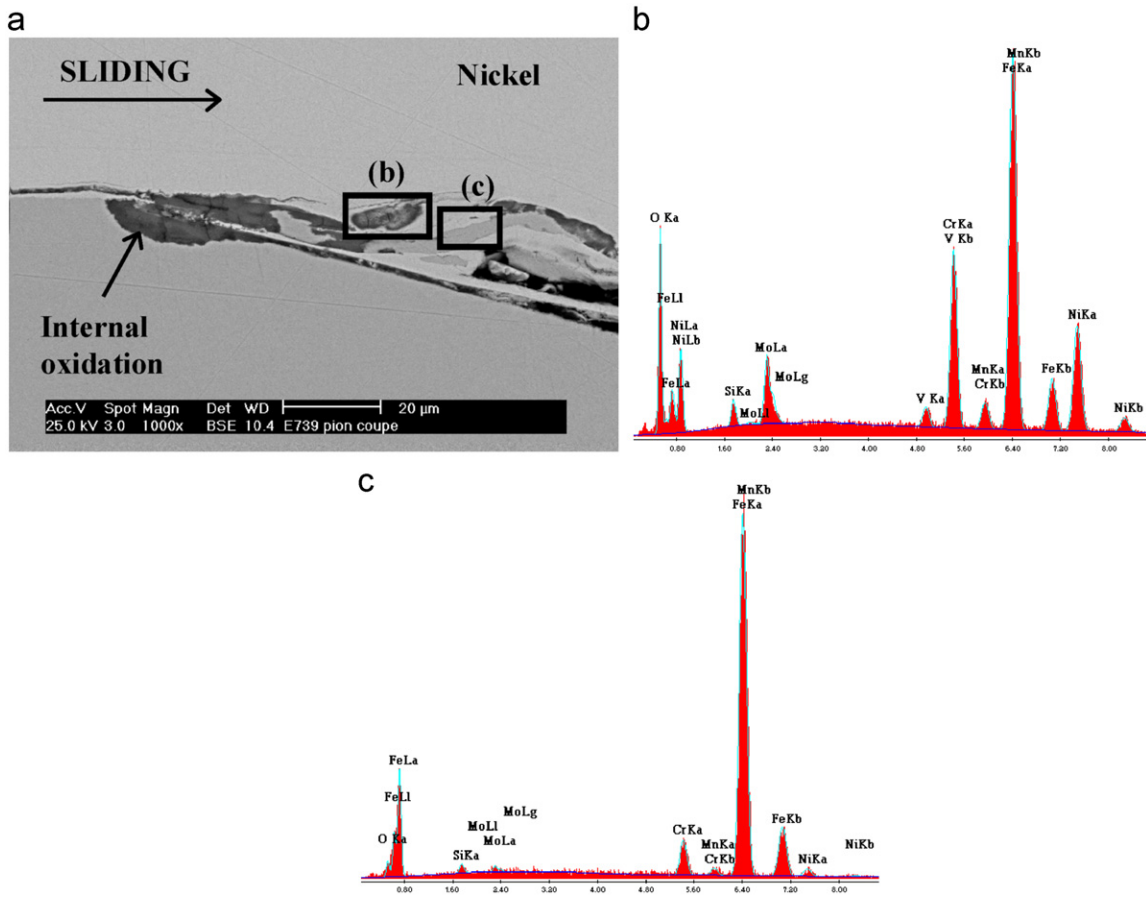 a
SLIDING
Nickel
(b)
(c)
Internal
oxidation
Acc.V Spot Magn Det WD 20 µm
25.0 kV 3.0 1000x BSE 10.4 E739 pion coupe
b
MnKb
FeKa
O Ka
CrKa
V Kb
FeLl
NiLa
NiLb
NiKa
MoLa
MoLg
FeLa
SiKa
MoLl
MnKa
CrKb
V Ka
FeKb
NiKb
0.80 1.60 2.40 3.20 4.00 4.80 5.60 6.40 7.20 8.00
c
MnKb
FeKa
FeLa
FeLl
MoLg
MoLl
O Ka
MoLa
SiKa
CrKa
MnKa
CrKb
FeKb
NiKb
NiKa
0.80 1.60 2.40 3.20 4.00 4.80 5.60 6.40 7.20 8.00